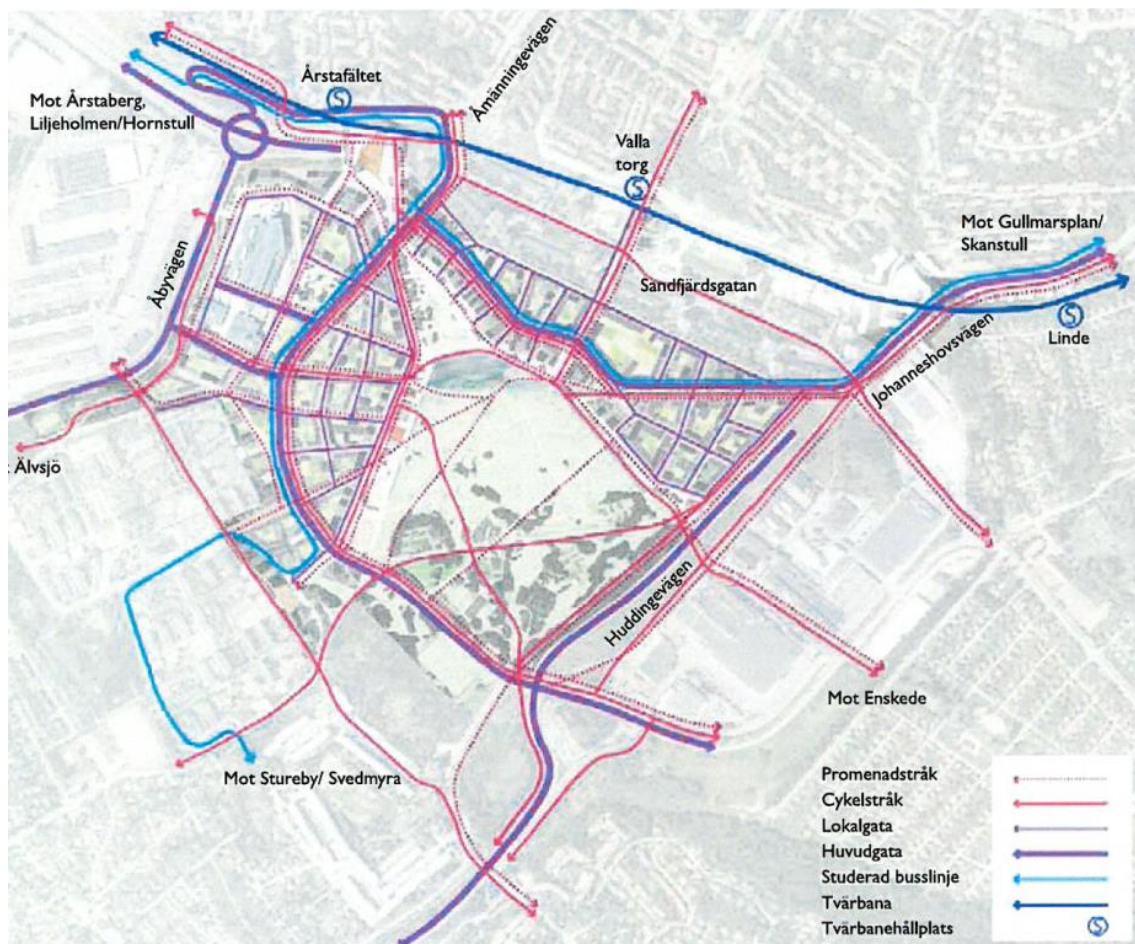 Årstafältet
Åmänningevägen
Mot Årstaberg,
Liljeholmen/Hornstull
S
Valla
torg
S
Mot Gullmarsplan/
Skanstull
Åbyvägen
Sandfjärdsgatan
S
Linde
Johanneshovsvägen
Älvsjö
Huddingevägen
Mot Enskede
Mot Stureby/ Svedmyra
Promenadstråk
Cykelstråk
Lokalgata
Huvudgata
Studerad busslinje
Tvärbana
Tvärbanehållplats
S